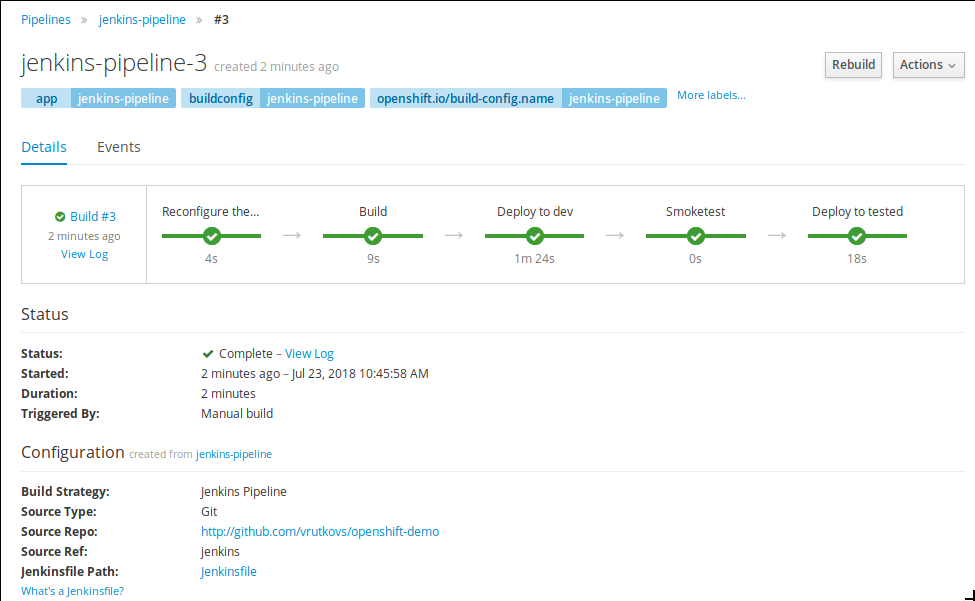 Pipelines » jenkins-pipeline » #3
jenkins-pipeline-3 created 2 minutes ago
Rebuild
Actions
app jenkins-pipeline buildconfig jenkins-pipeline openshift.io/build-config.name jenkins-pipeline More labels...
Details Events
Build #3
2 minutes ago
View Log
Reconfigure the... Build Deploy to dev Smoketest Deploy to tested
4s 9s 1m 24s 0s 18s
Status
Status: Complete – View Log
Started: 2 minutes ago – Jul 23, 2018 10:45:58 AM
Duration: 2 minutes
Triggered By: Manual build
Configuration created from jenkins-pipeline
Build Strategy: Jenkins Pipeline
Source Type: Git
Source Repo: http://github.com/vrutkovs/openshift-demo
Source Ref: jenkins
Jenkinsfile Path: Jenkinsfile
What's a Jenkinsfile?